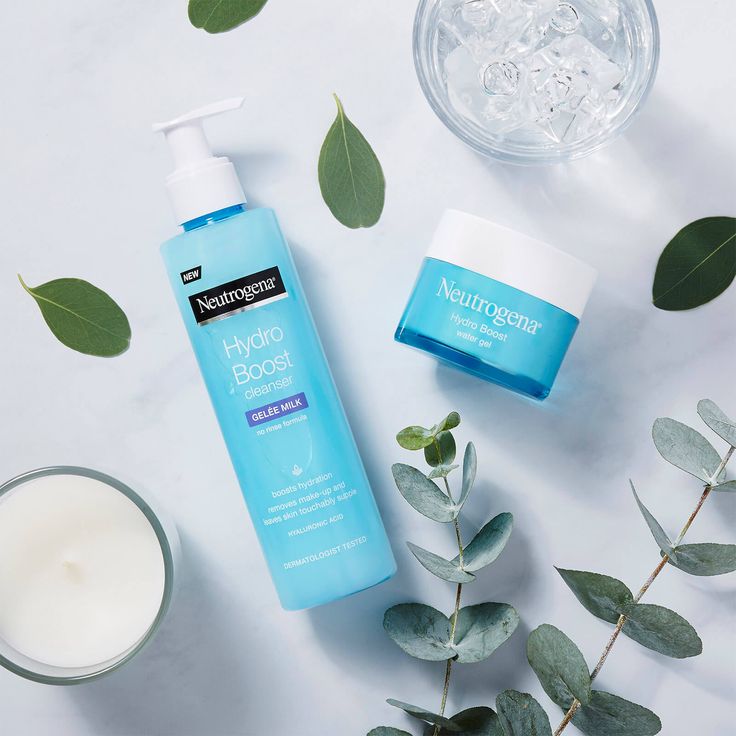 NEW
Neutrogena®
Hydro
Boost
cleanser
GELÉE MILK
no rinse formula
boosts hydration
removes make-up and
leaves skin touchably supple
HYALURONIC ACID
DERMATOLOGIST TESTED
Neutrogena®
Hydro Boost
water gel